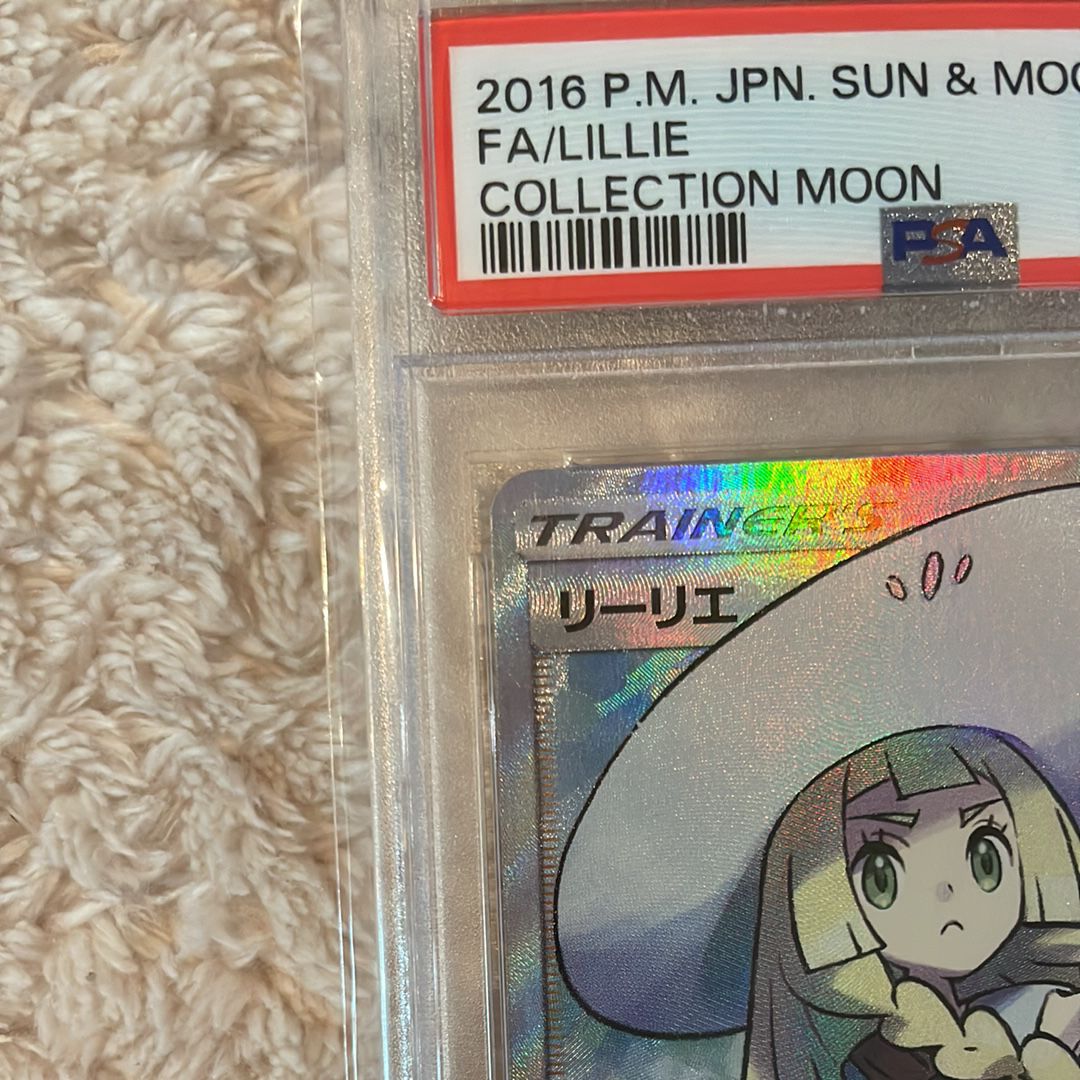 2016 P.M. JPN. SUN & MOO
FA/LILLIE
COLLECTION MOON
PSA
TRAINER'S
リーリエ